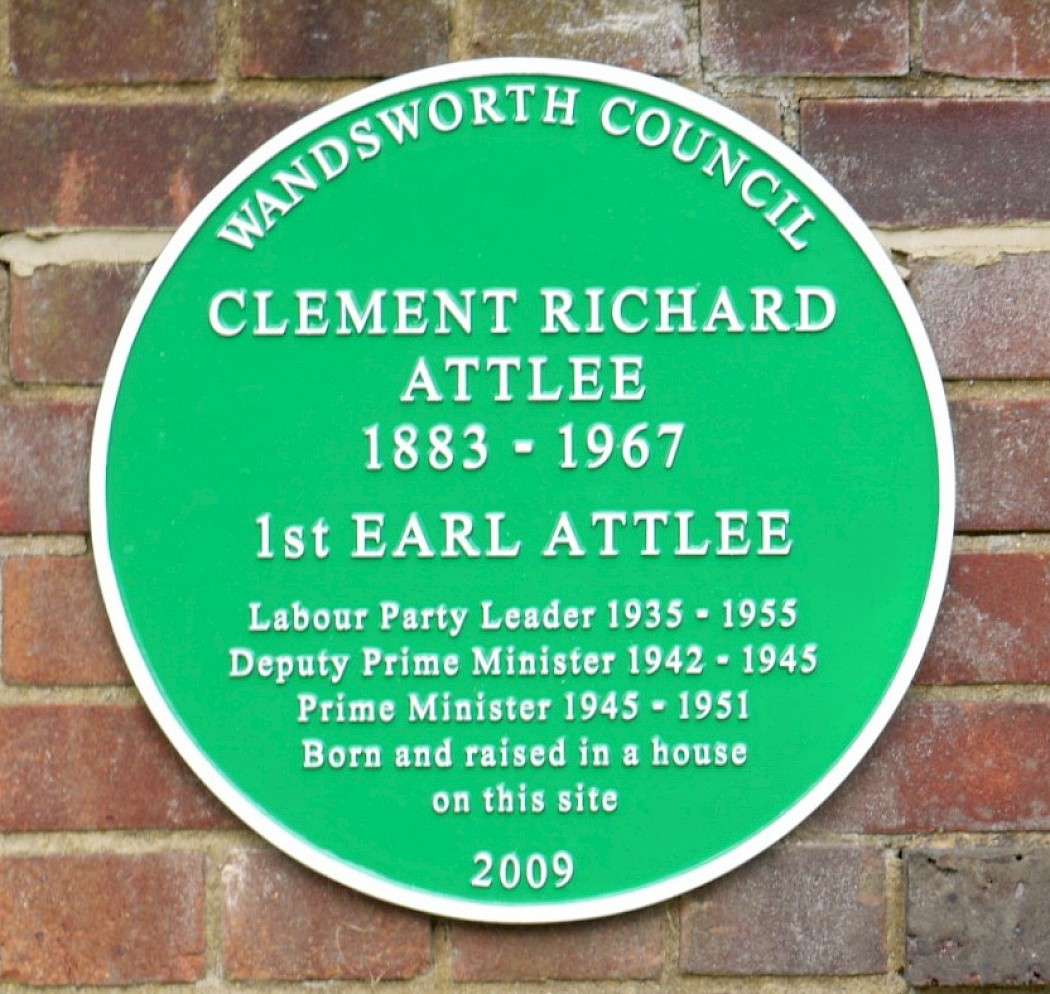 WANDSWORTH COUNCIL
CLEMENT RICHARD
ATTLEE
1883 - 1967
1st EARL ATTLEE
Labour Party Leader 1935 - 1955
Deputy Prime Minister 1942 - 1945
Prime Minister 1945 - 1951
Born and raised in a house
on this site
2009